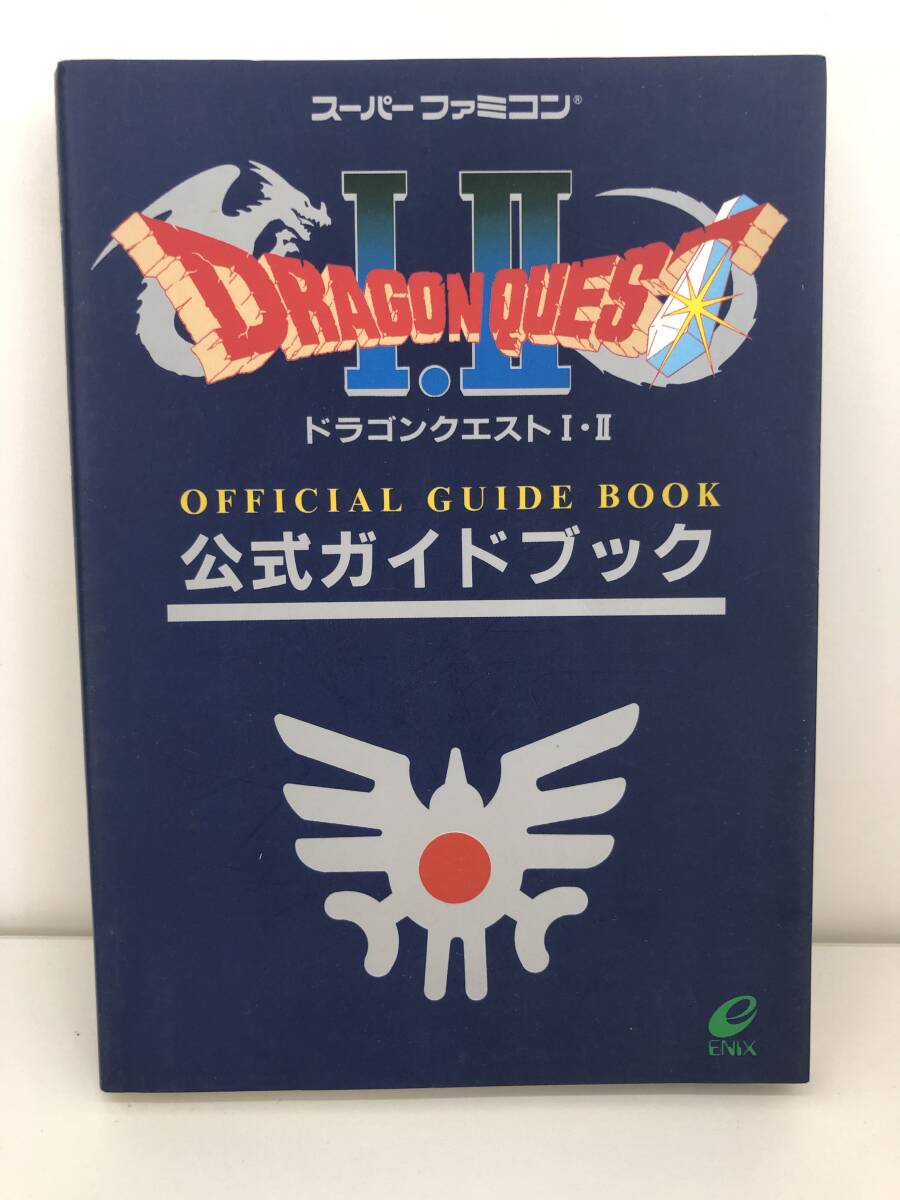 スーパーファミコン®
I.II
DRAGON QUEST
ドラゴンクエストI・II
OFFICIAL GUIDE BOOK
公式ガイドブック
e
ENIX